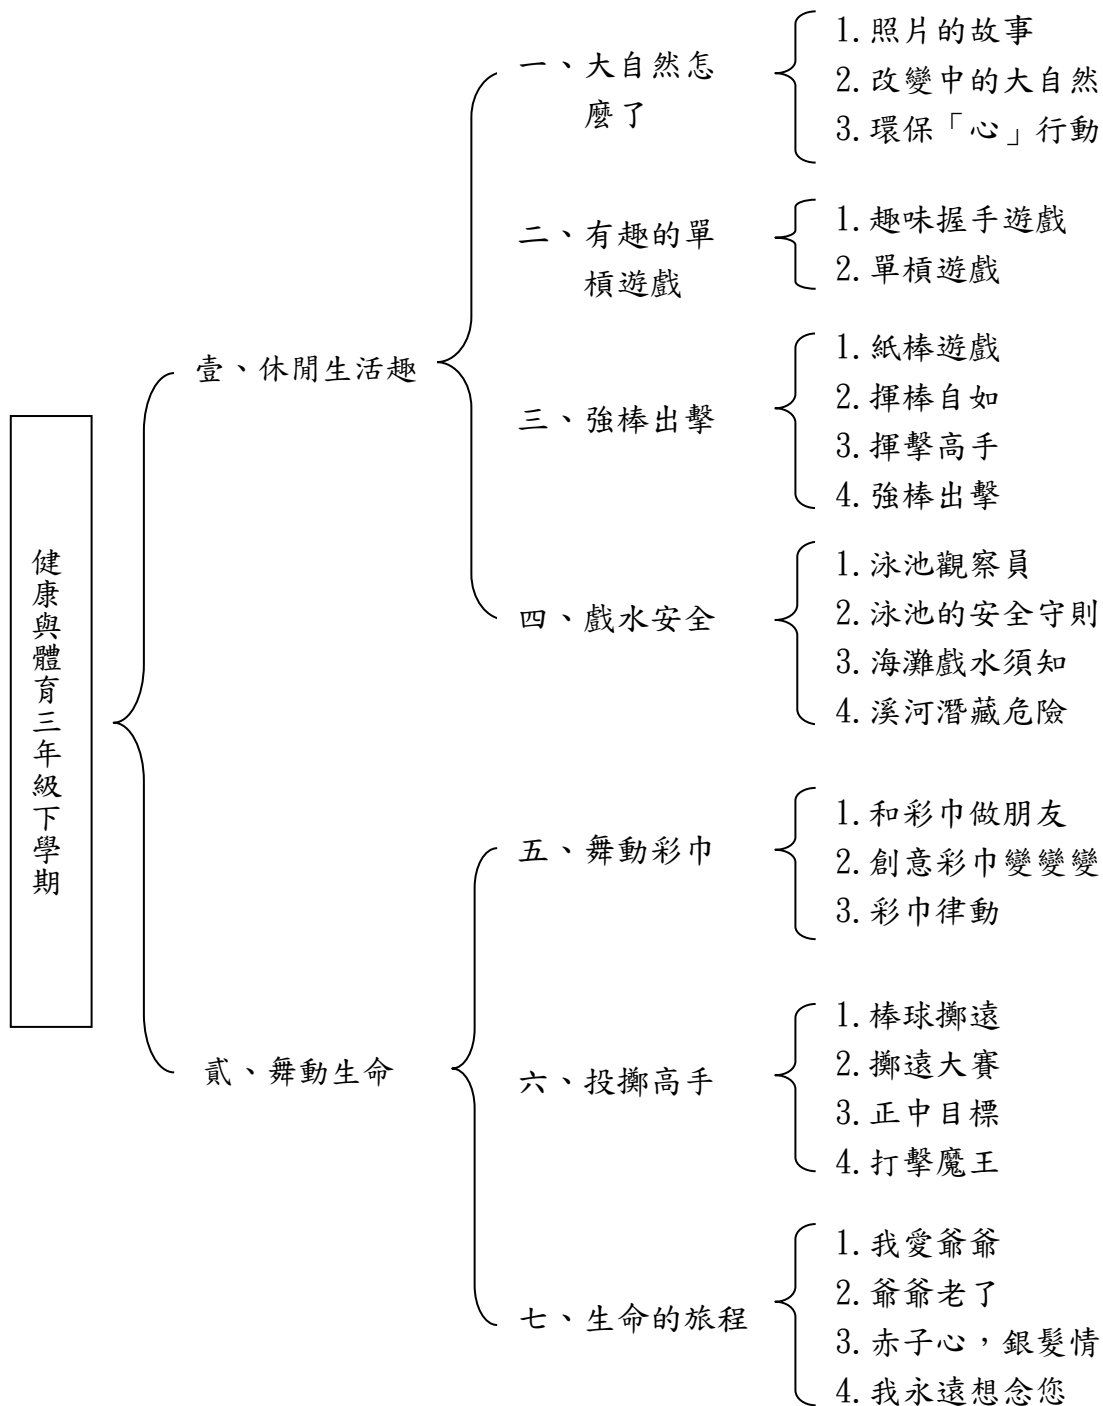 健康與體育三年級下學期
壹、休閒生活趣
一、大自然怎
麼了
1.照片的故事
2.改變中的大自然
3.環保「心」行動
二、有趣的單
槓遊戲
1.趣味握手遊戲
2.單槓遊戲
三、強棒出擊
1.紙棒遊戲
2.揮棒自如
3.揮擊高手
4.強棒出擊
四、戲水安全
1.泳池觀察員
2.泳池的安全守則
3.海灘戲水須知
4.溪河潛藏危險
貳、舞動生命
五、舞動彩巾
1.和彩巾做朋友
2.創意彩巾變變變
3.彩巾律動
六、投擲高手
1.棒球擲遠
2.擲遠大賽
3.正中目標
4.打擊魔王
七、生命的旅程
1.我愛爺爺
2.爺爺老了
3.赤子心，銀髮情
4.我永遠想念您